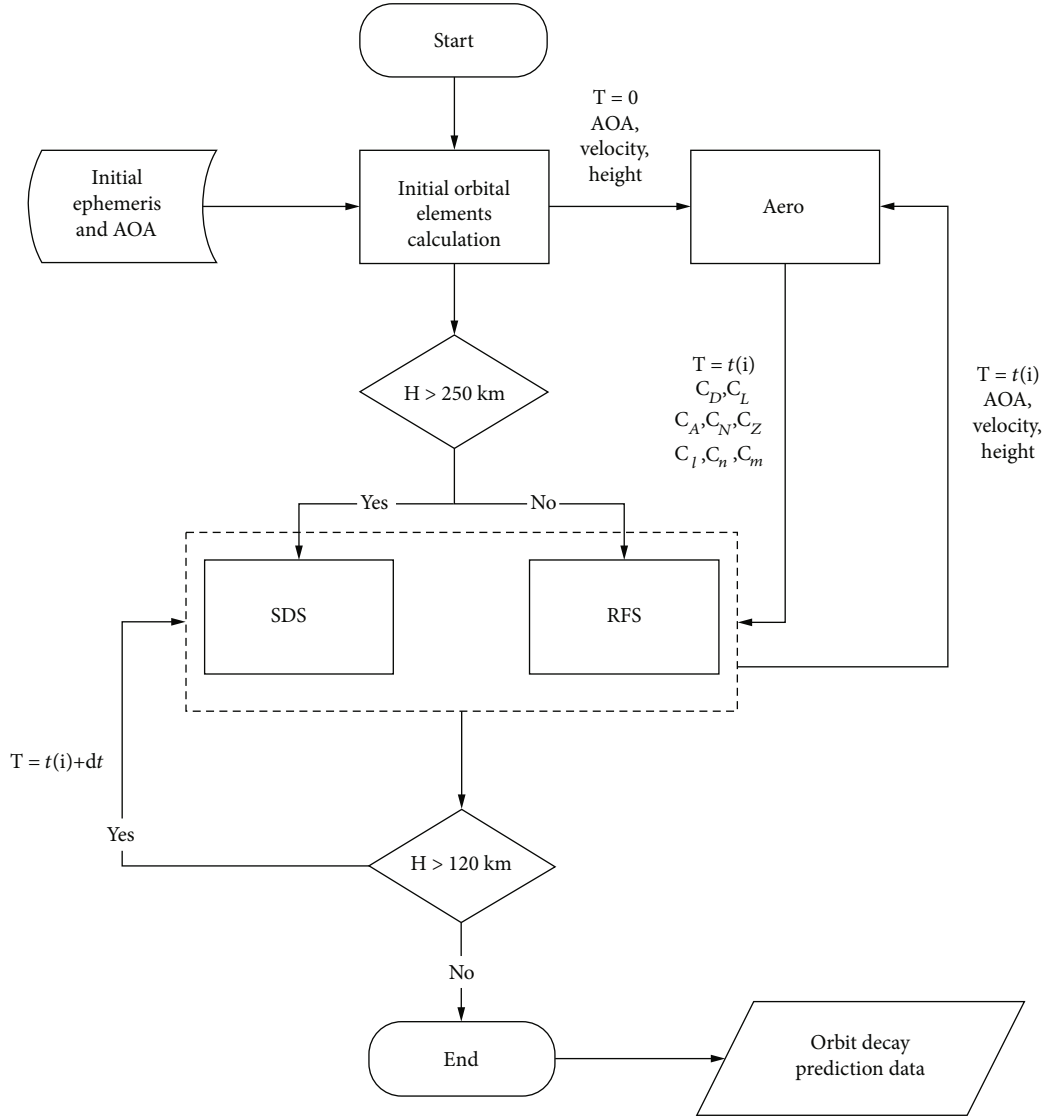 Start
T = 0
AOA,
velocity,
height
Initial
ephemeris
and AOA
Initial orbital
elements
calculation
Aero
H > 250 km
T = t(i)
C_D,C_L
C_A,C_N,C_Z
C_l,C_n,C_m
T = t(i)
AOA,
velocity,
height
Yes
No
SDS
RFS
T = t(i)+dt
Yes
H > 120 km
No
End
Orbit decay
prediction data